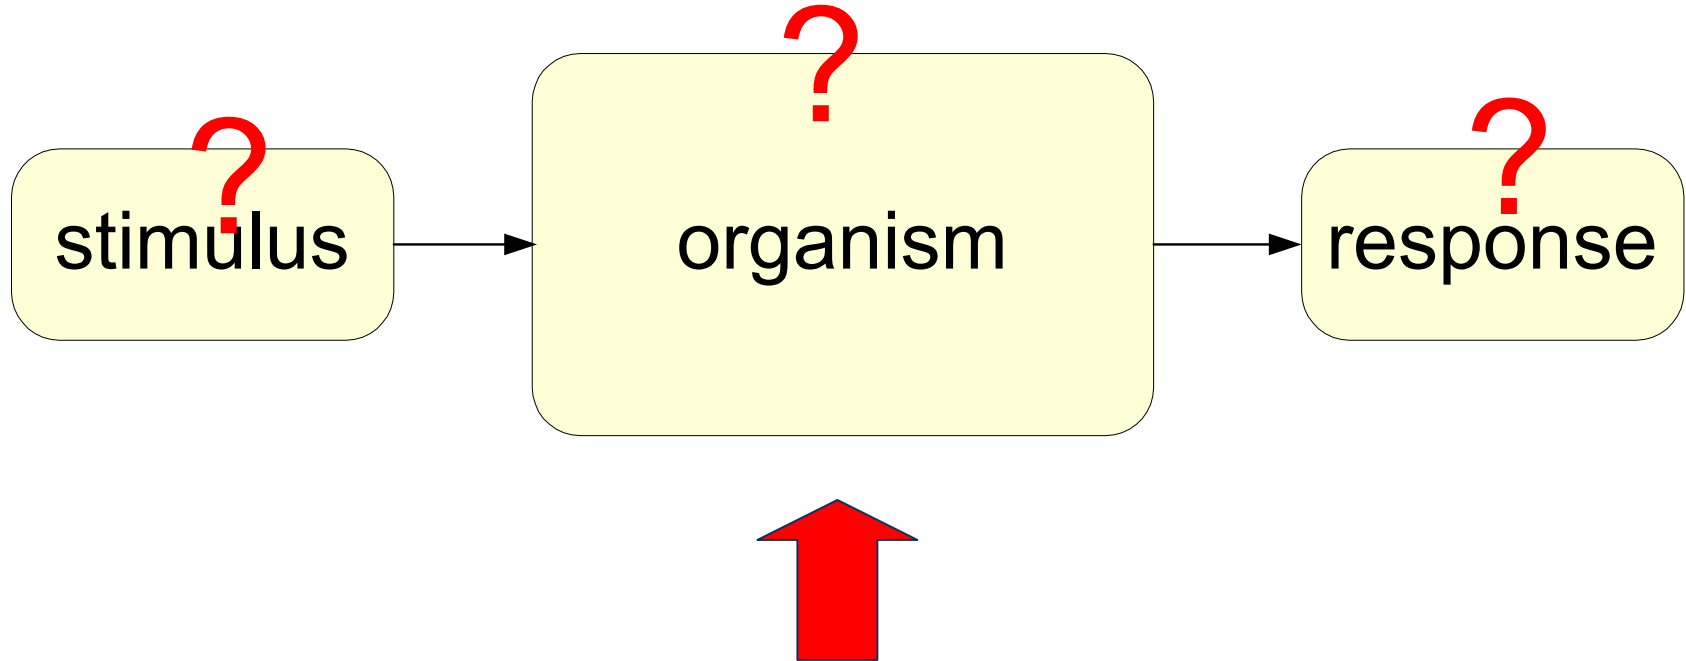 ?
?
?
stimulus
organism
response